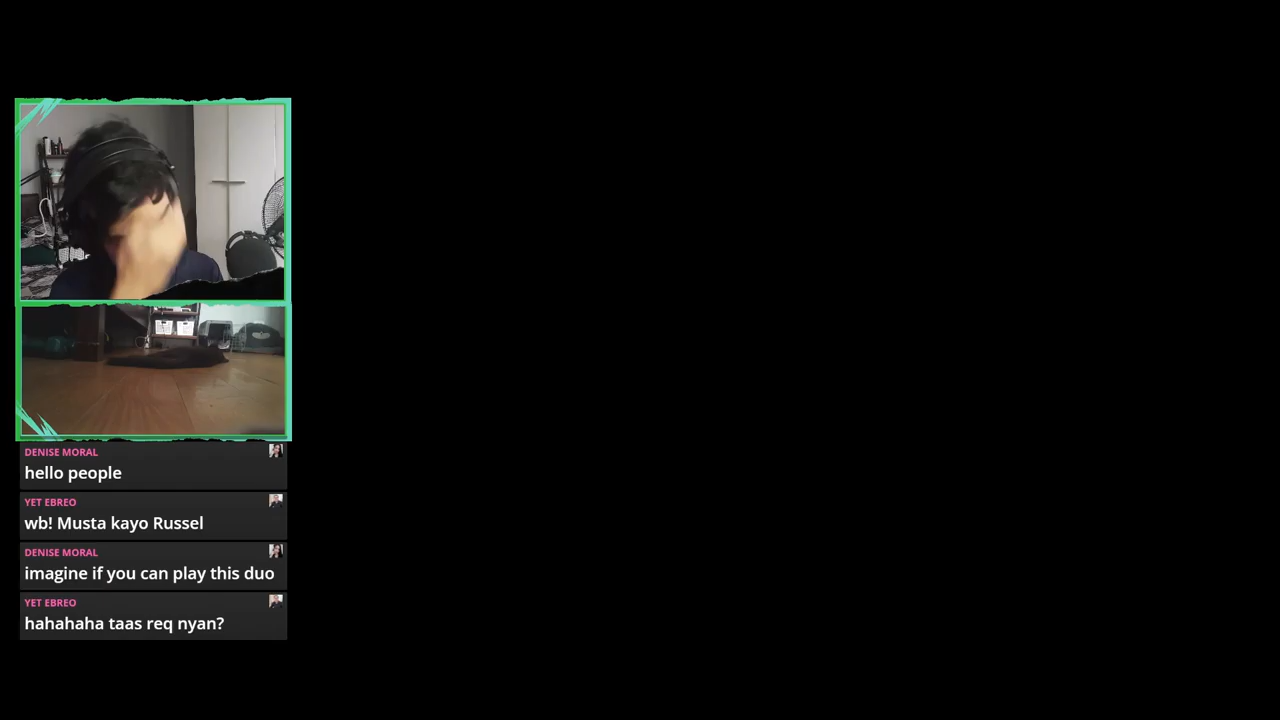 DENISE MORAL
hello people
YET EBREO
wb! Musta kayo Russel
DENISE MORAL
imagine if you can play this duo
YET EBREO
hahahaha taas req nyan?